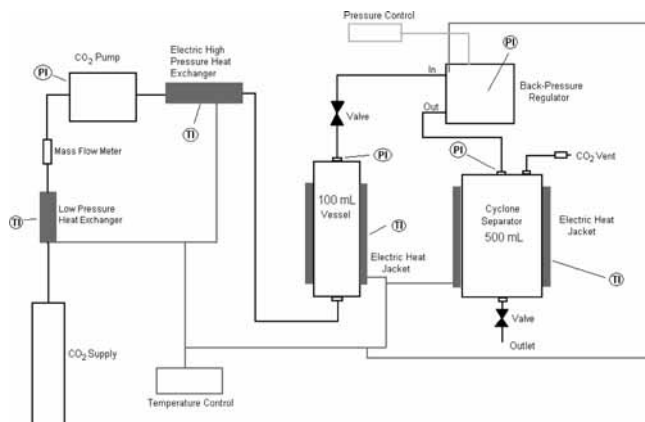 Pressure Control
CO2 Pump
Electric High
Pressure Heat
Exchanger
PI
PI
In
Back-Pressure
Regulator
Out
TI
Valve
Mass Flow Meter
PI
PI
CO2 Vent
100 mL
Vessel
Low Pressure
Heat Exchanger
TI
TI
Cyclone
Separator
500 mL
Electric Heat
Jacket
Electric Heat
Jacket
TI
Valve
Outlet
CO2 Supply
Temperature Control